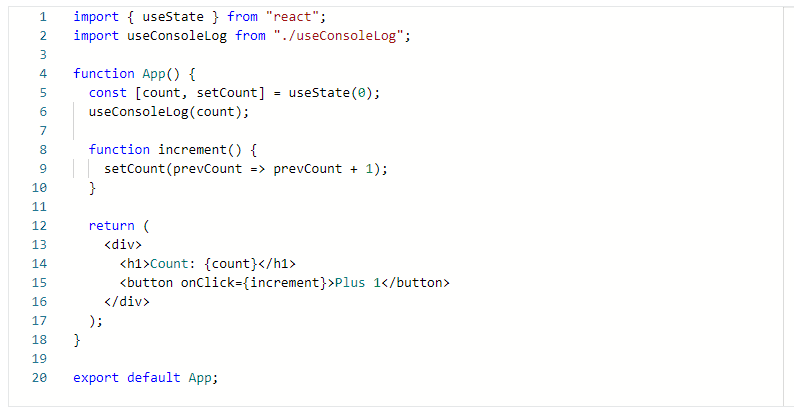 1 import { useState } from "react";
2 import useConsoleLog from "./useConsoleLog";
3
4 function App() {
5   const [count, setCount] = useState(0);
6   useConsoleLog(count);
7
8   function increment() {
9     setCount(prevCount => prevCount + 1);
10   }
11
12   return (
13     <div>
14       <h1>Count: {count}</h1>
15       <button onClick={increment}>Plus 1</button>
16     </div>
17   );
18 }
19
20 export default App;